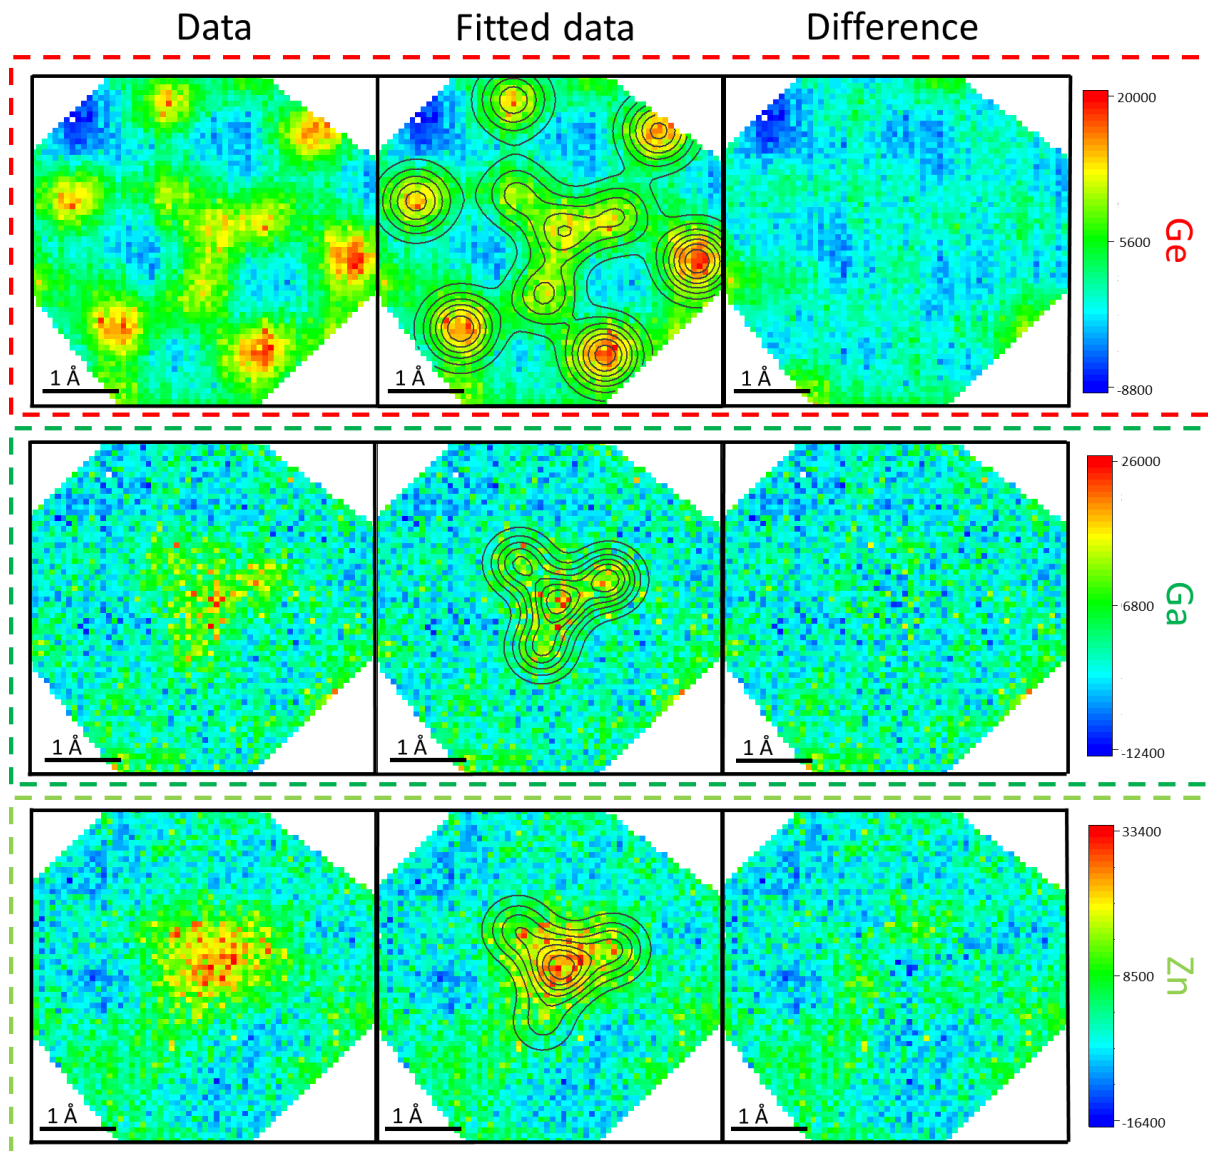 Data Fitted data Difference
1 Å 1 Å 1 Å
20000
5600
-8800
Ge
1 Å 1 Å 1 Å
26000
6800
-12400
Ga
1 Å 1 Å 1 Å
33400
8500
-16400
Zn